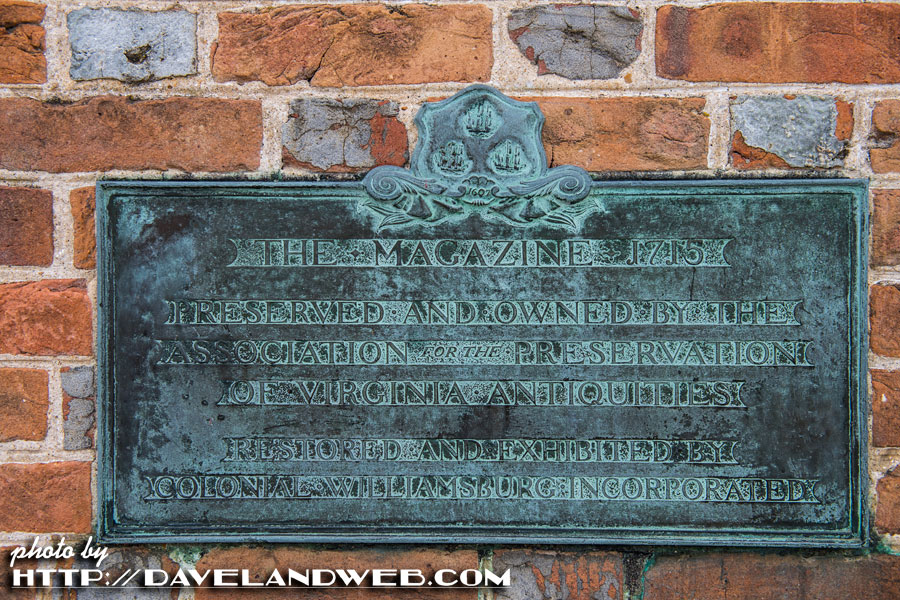 1607
THE MAGAZINE 1715
PRESERVED AND OWNED BY THE
ASSOCIATION FOR THE PRESERVATION
OF VIRGINIA ANTIQUITIES
RESTORED AND EXHIBITED BY
COLONIAL WILLIAMSBURG INCORPORATED
photo by
HTTP://DAVELANDWEB.COM